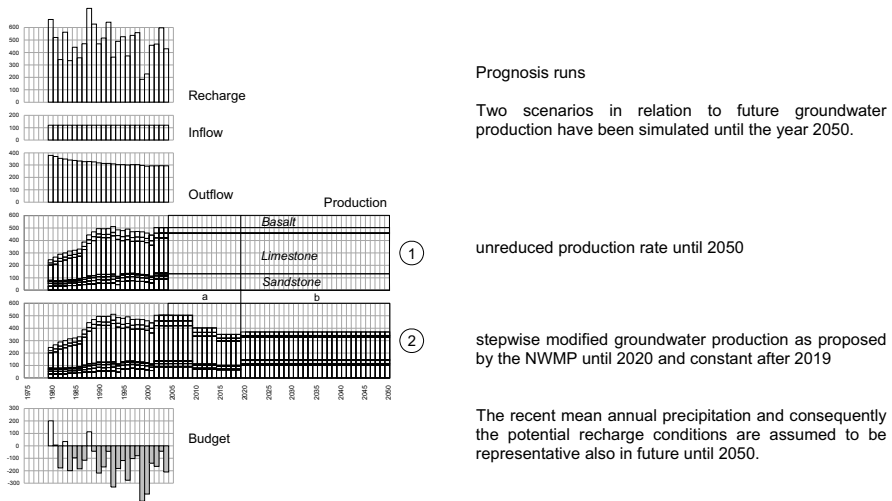 600
500
400
300
200
100
0
Recharge
200
100
0
Inflow
400
300
200
100
0
Outflow
Production
600
500
400
300
200
100
0
Basalt
Limestone
Sandstone
1
a
b
600
500
400
300
200
100
0
2
1975
1980
1985
1990
1995
2000
2005
2010
2015
2020
2025
2030
2035
2040
2045
2050
300
200
100
0
-100
-200
-300
Budget
Prognosis runs
Two scenarios in relation to future groundwater
production have been simulated until the year 2050.
unreduced production rate until 2050
stepwise modified groundwater production as proposed
by the NWMP until 2020 and constant after 2019
The recent mean annual precipitation and consequently
the potential recharge conditions are assumed to be
representative also in future until 2050.